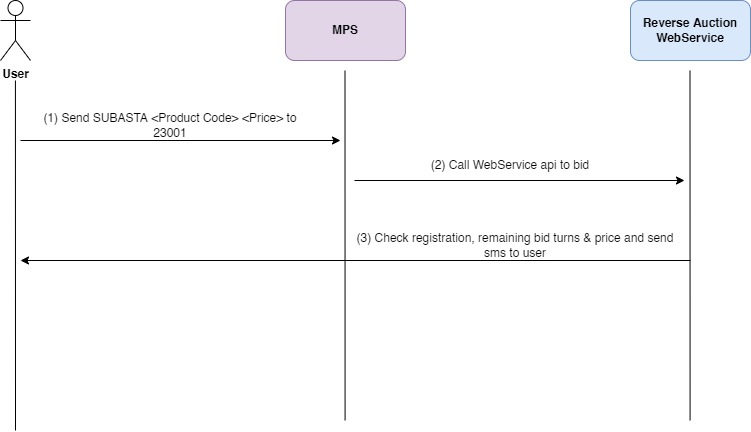 MPS
Reverse Auction
WebService
User
(1) Send SUBASTA <Product Code> <Price> to
23001
(2) Call WebService api to bid
(3) Check registration, remaining bid turns & price and send
sms to user